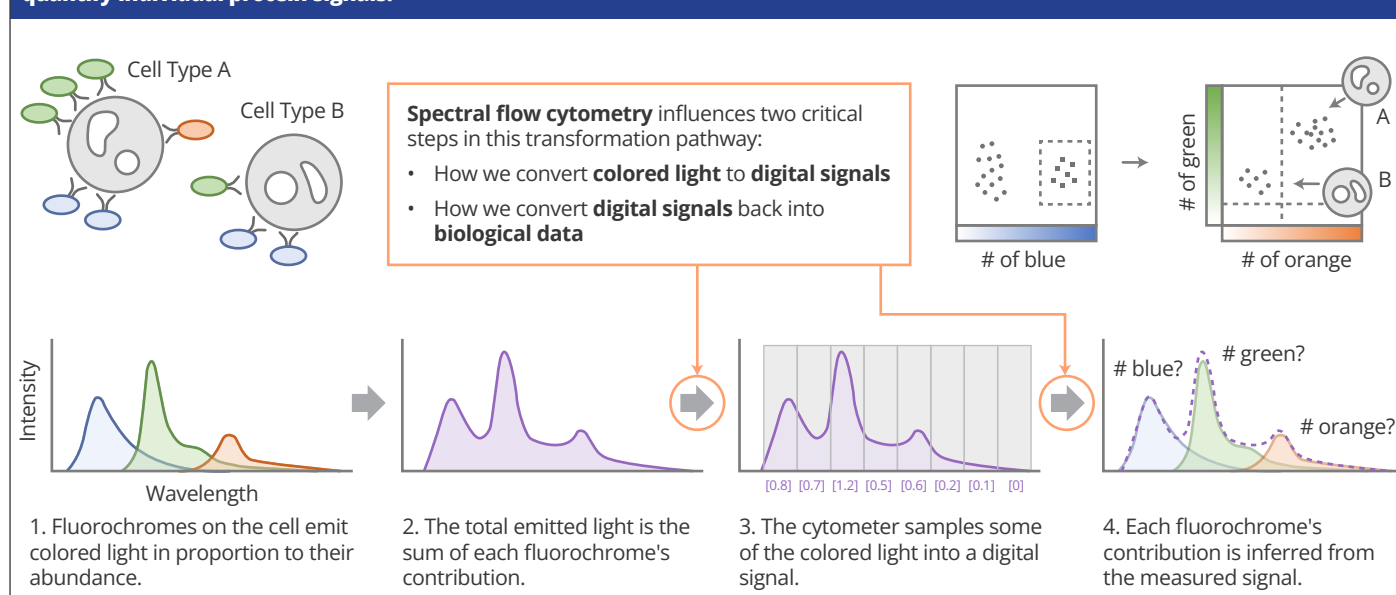 quantify individual protein signals.
Cell Type A
Cell Type B
Spectral flow cytometry influences two critical
steps in this transformation pathway:
• How we convert colored light to digital signals
• How we convert digital signals back into
biological data
# of blue
# of green
# of orange
A
B
Intensity
Wavelength
1. Fluorochromes on the cell emit
colored light in proportion to their
abundance.
2. The total emitted light is the
sum of each fluorochrome's
contribution.
[0.8] [0.7] [1.2] [0.5] [0.6] [0.2] [0.1] [0]
3. The cytometer samples some
of the colored light into a digital
signal.
# blue?
# green?
# orange?
4. Each fluorochrome's
contribution is inferred from
the measured signal.